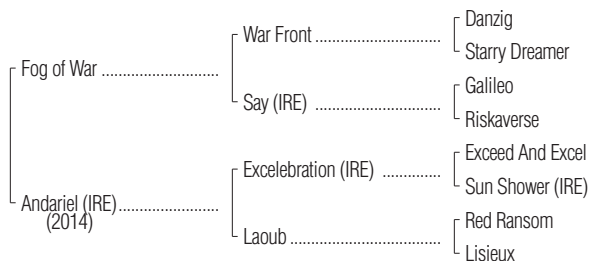 Danzig
War Front
Starry Dreamer
Fog of War
Galileo
Say (IRE)
Riskaverse
Exceed And Excel
Excelebration (IRE)
Sun Shower (IRE)
Andariel (IRE)
(2014)
Red Ransom
Laoub
Lisieux